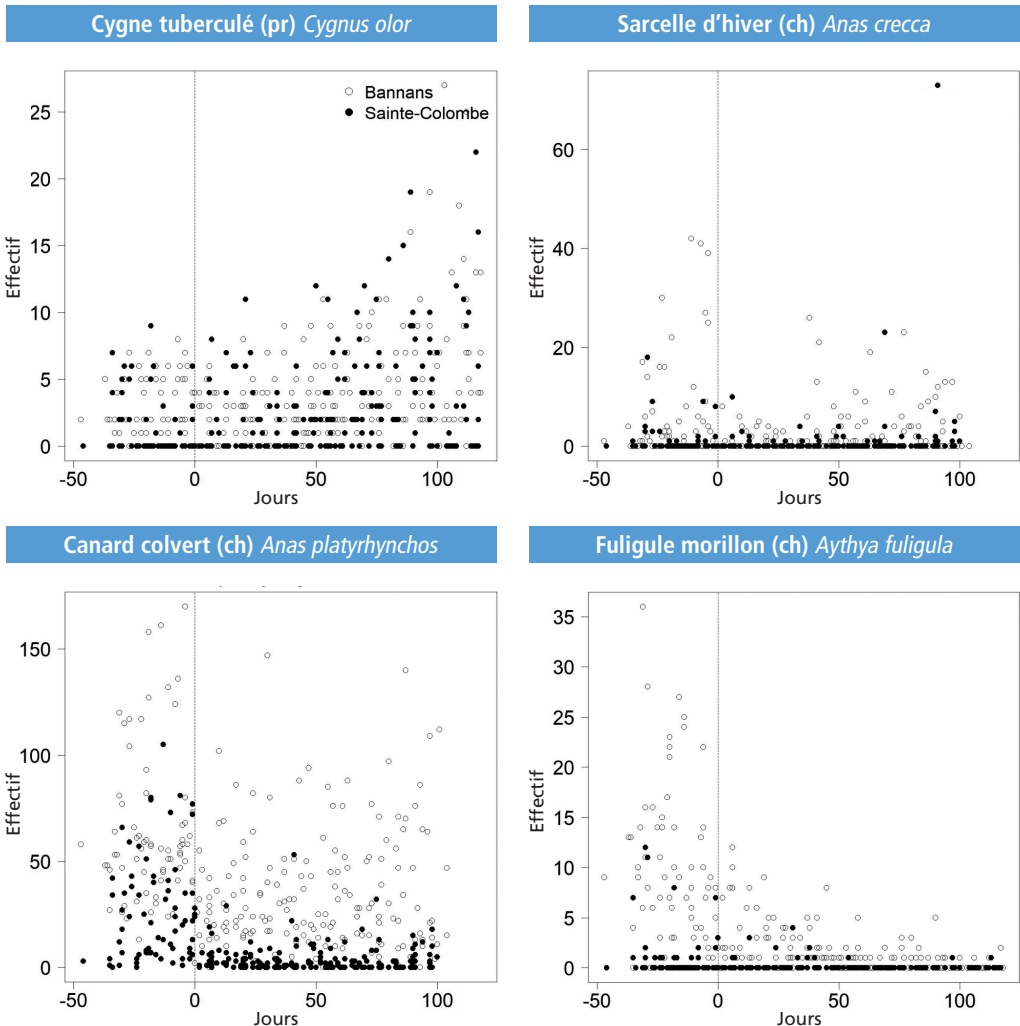 Cygne tuberculé (pr) Cygnus olor
Effectif
25
20
15
10
5
0
Bannans
Sainte-Colombe
-50 0 50 100
Jours
Sarcelle d’hiver (ch) Anas crecca
Effectif
60
40
20
0
-50 0 50 100
Jours
Canard colvert (ch) Anas platyrhynchos
Effectif
150
100
50
0
-50 0 50 100
Jours
Fuligule morillon (ch) Aythya fuligula
Effectif
35
30
25
20
15
10
5
0
-50 0 50 100
Jours